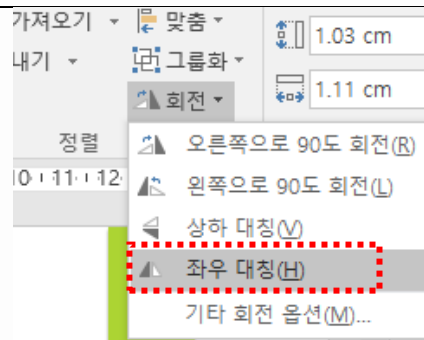 가져오기 맞춤
내기 그룹화
회전
1.03 cm
1.11 cm
정렬
10 11 12
오른쪽으로 90도 회전(R)
왼쪽으로 90도 회전(L)
상하 대칭(V)
좌우 대칭(H)
기타 회전 옵션(M)...